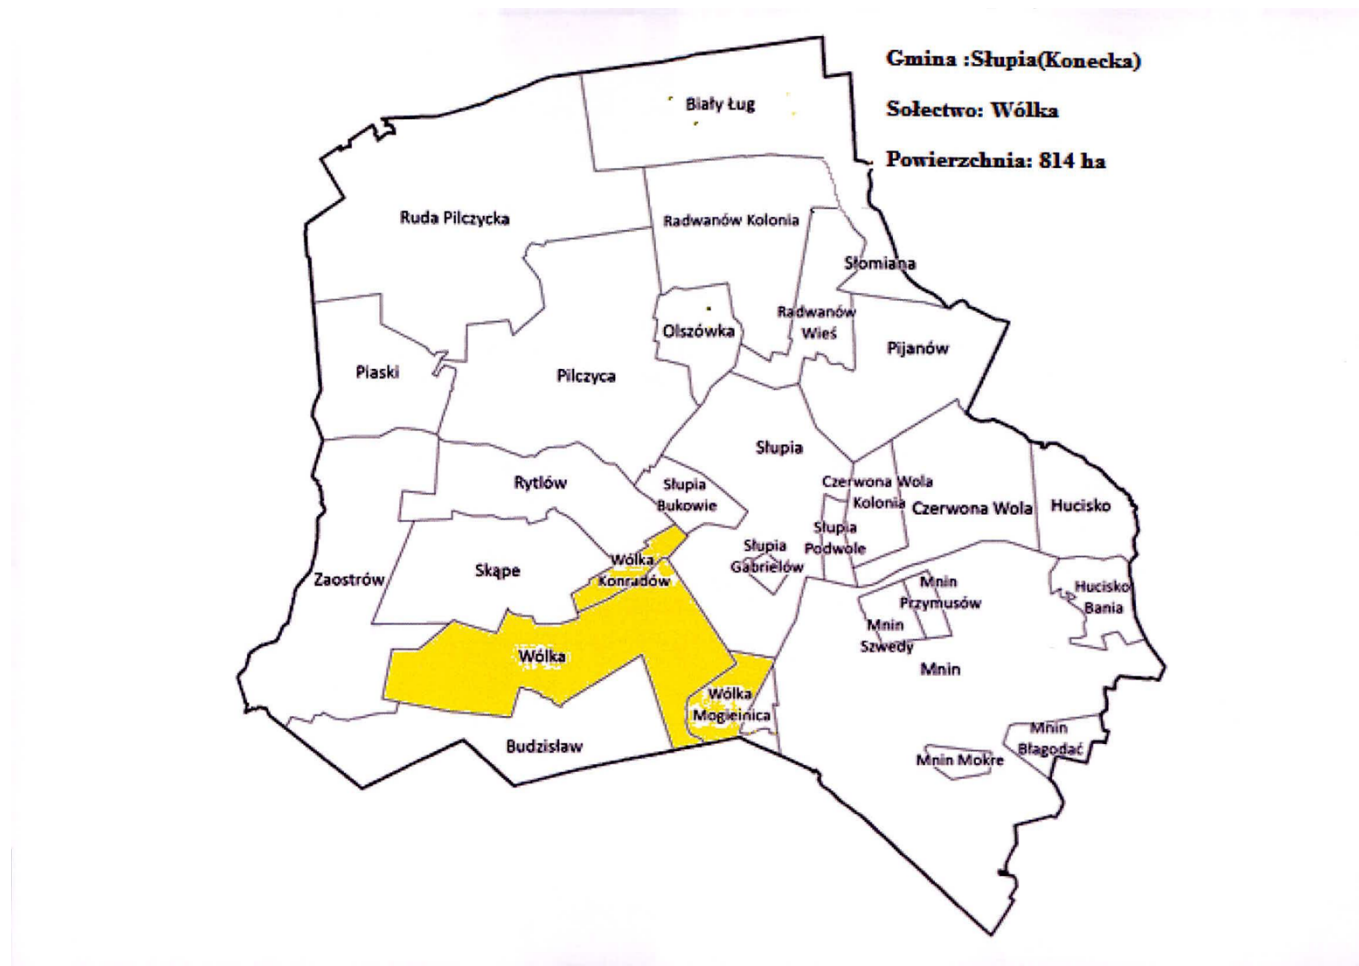 Gmina :Słupia(Konecka)
Sołectwo: Wólka
Powierzchnia: 814 ha
Biały Ług
Ruda Pilczycka
Radwanów Kolonia
Słomiana
Radwanów
Wieś
Olszówka
Pijanów
Piaski
Pilczyca
Słupia
Rytlów
Słupia
Bukowie
Czerwona Wola
Kolonia
Czerwona Wola
Hucisko
Słupia
Podwole
Słupia
Gabrielów
Wólka
Konradów
Skąpe
Zaostrów
Mnin
Przymusów
Hucisko
Bania
Mnin
Szwedy
Mnin
Wólka
Wólka
Mogielnica
Budzisław
Mnin
Błagodać
Mnin Mokre